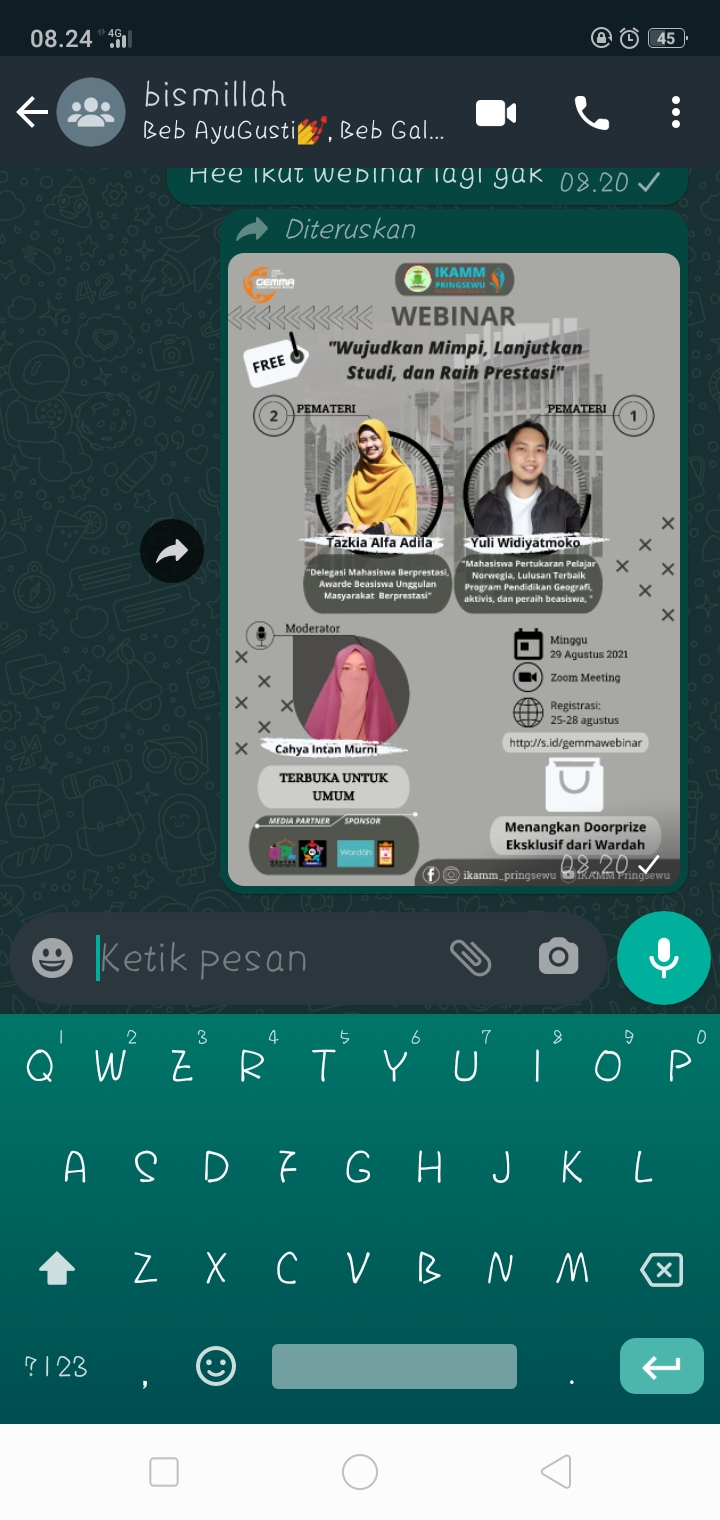 08.24
4G
45
bismillah
Beb AyuGusti💅, Beb Gal...
Hee ikut webinar lagi gak 08.20
Diteruskan
GEMMA
IKAMM
PRINGSEWU
WEBINAR
FREE
"Wujudkan Mimpi, Lanjutkan
Studi, dan Raih Prestasi"
2 PEMATERI
PEMATERI 1
Tazkia Alfa Adila
Yuli Widiyatmoko
"Delegasi Mahasiswa Berprestasi,
Awarde Beasiswa Unggulan
Masyarakat Berprestasi"
"Mahasiswa Pertukaran Pelajar
Norwegia, Lulusan Terbaik
Program Pendidikan Geografi,
aktivis, dan peraih beasiswa, "
Moderator
Cahya Intan Murni
Minggu
29 Agustus 2021
Zoom Meeting
Registrasi:
25-28 agustus
http://s.id/gemmawebinar
TERBUKA UNTUK
UMUM
MEDIA PARTNER
SPONSOR
Wardah
Menangkan Doorprize
Eksklusif dari Wardah
08.20
ikamm_pringsewu
IKAMM Pringsewu
Ketik pesan
1 2 3 4 5 6 7 8 9 0
Q W E R T Y U I O P
A S D F G H J K L
Z X C V B N M
?123 , .